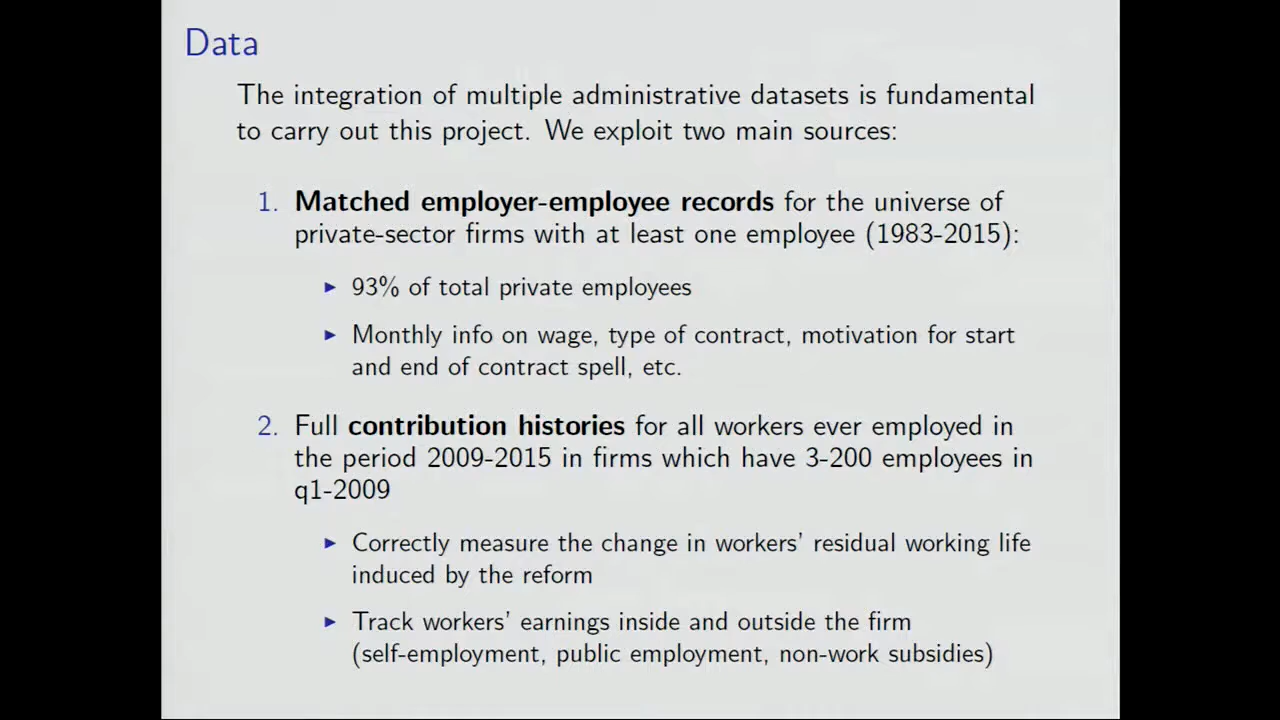 Data
The integration of multiple administrative datasets is fundamental
to carry out this project. We exploit two main sources:
1. Matched employer-employee records for the universe of
private-sector firms with at least one employee (1983-2015):
▶ 93% of total private employees
▶ Monthly info on wage, type of contract, motivation for start
and end of contract spell, etc.
2. Full contribution histories for all workers ever employed in
the period 2009-2015 in firms which have 3-200 employees in
q1-2009
▶ Correctly measure the change in workers' residual working life
induced by the reform
▶ Track workers' earnings inside and outside the firm
(self-employment, public employment, non-work subsidies)